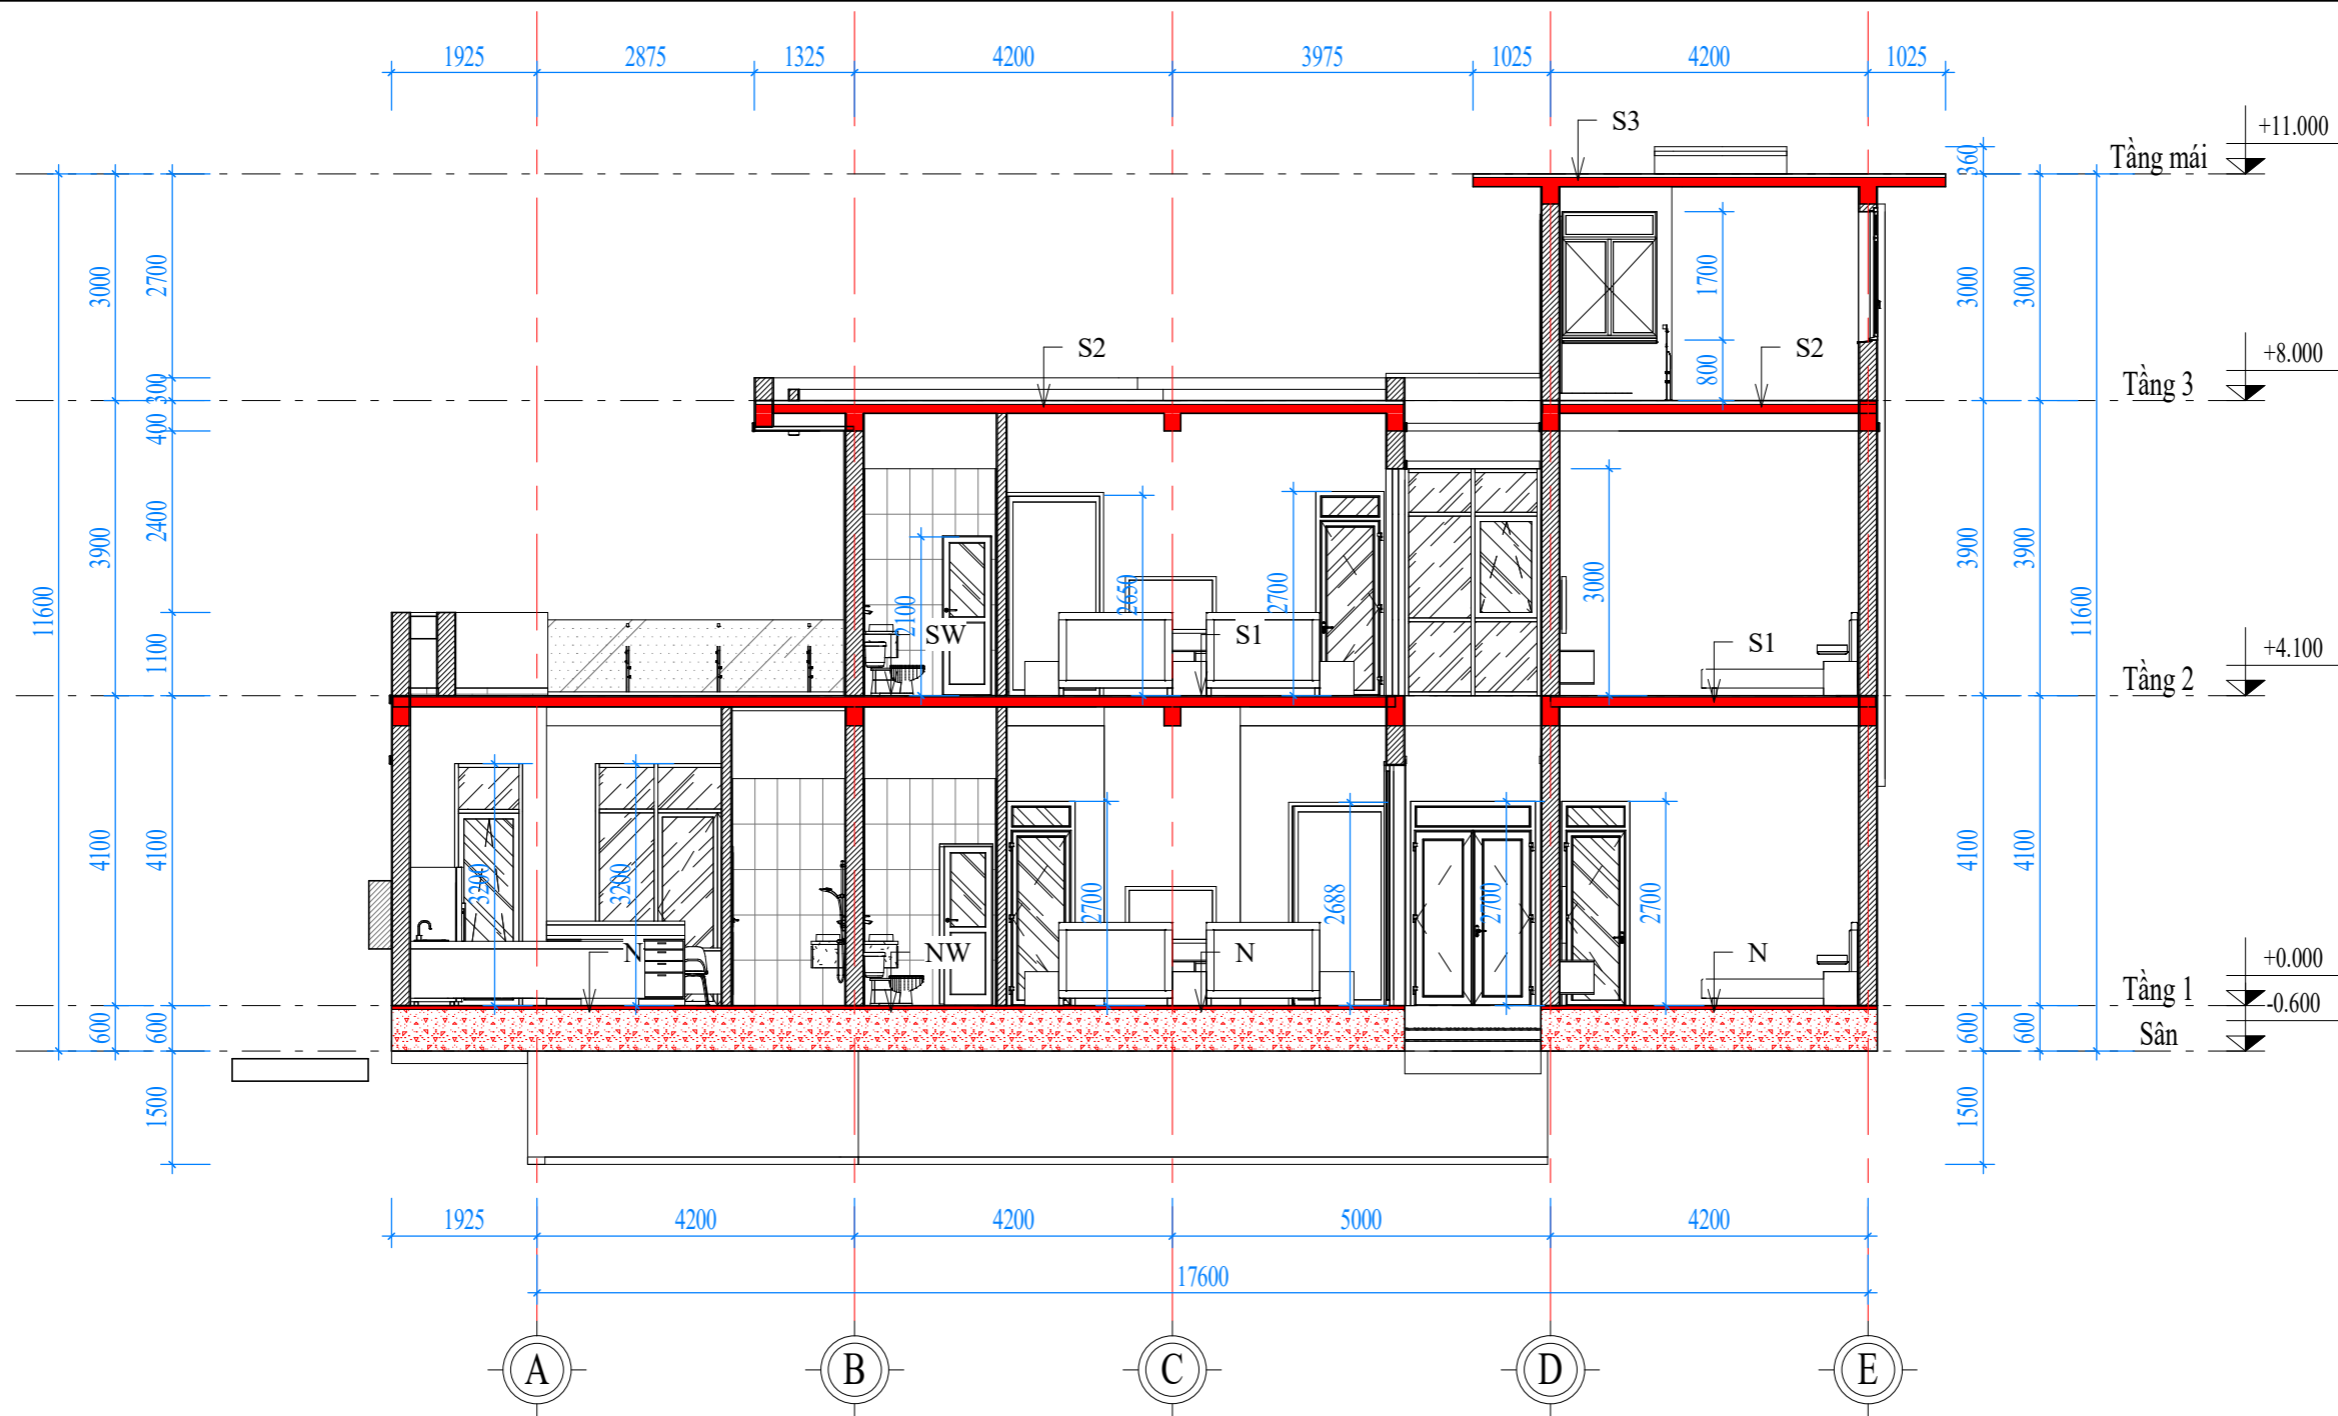 1925 2875 1325 4200 3975 1025 4200 1025
S3
+11.000
Tầng mái
360
3000 2700 1700 3000 3000
S2 S2
+8.000
Tầng 3
300 800
400
2400
3900 3000 3900 3900
11600 2100 2650 2700 11600
1100 SW S1 S1
+4.100
Tầng 2
4100 4100 3200 3200 2700 2688 2700 2700 4100 4100
N NW N N
+0.000
Tầng 1
-0.600
Sân
600 600 600 600
1500 1500
1925 4200 4200 5000 4200
17600
A B C D E